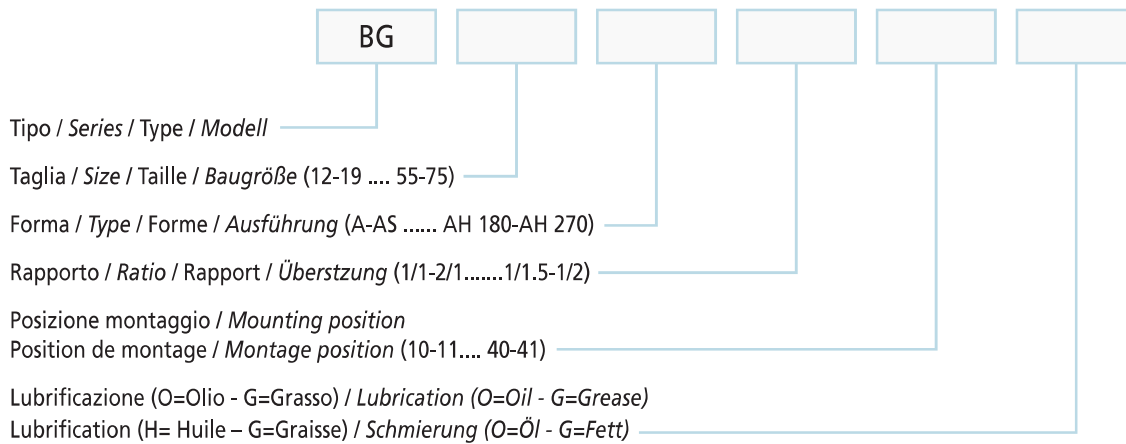 BG
Tipo / Series / Type / Modell
Taglia / Size / Taille / Baugröße (12-19 .... 55-75)
Forma / Type / Forme / Ausführung (A-AS ...... AH 180-AH 270)
Rapporto / Ratio / Rapport / Überstzung (1/1-2/1.......1/1.5-1/2)
Posizione montaggio / Mounting position
Position de montage / Montage position (10-11.... 40-41)
Lubrificazione (O=Olio - G=Grasso) / Lubrication (O=Oil - G=Grease)
Lubrification (H= Huile – G=Graisse) / Schmierung (O=Öl - G=Fett)